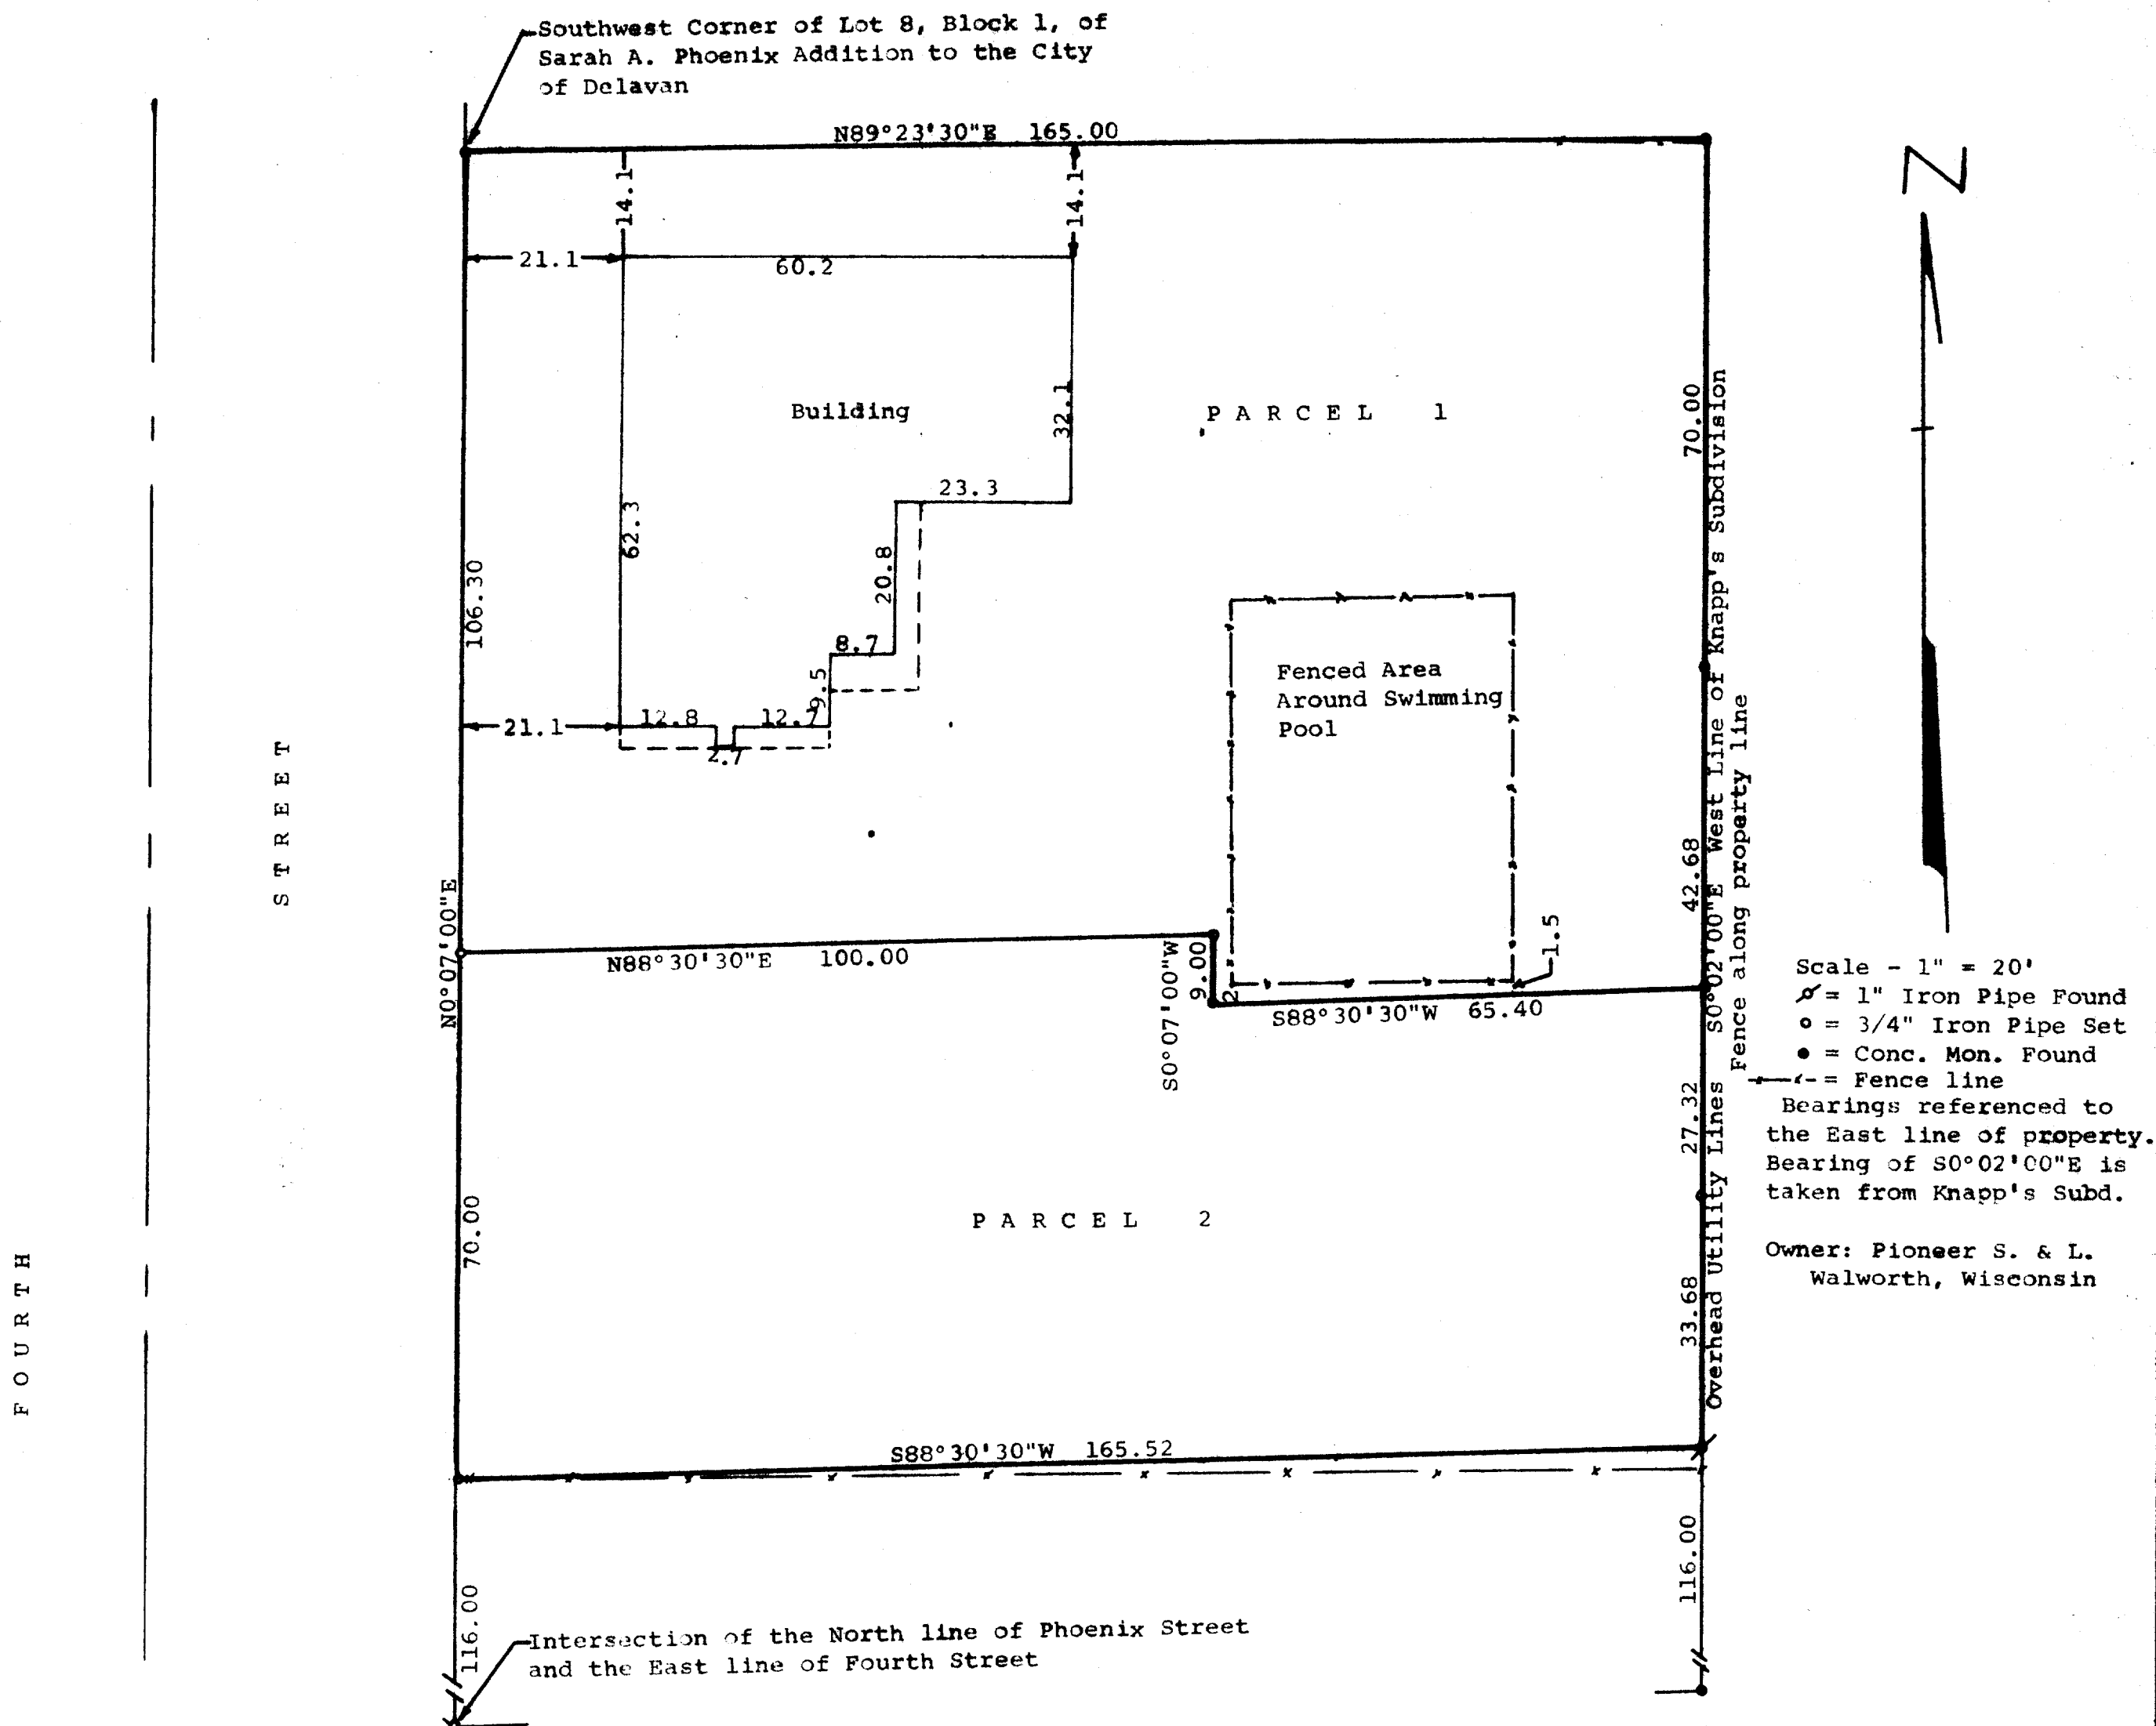 Southwest Corner of Lot 8, Block 1, of
Sarah A. Phoenix Addition to the City
of Delavan
N89°23'30"E 165.00
N
14.1
14.1
21.1
60.2
Building
32.1
PARCEL 1
70.00
23.3
62.3
20.8
106.30
8.7
9.5
Fenced Area
Around Swimming
Pool
21.1
12.8
12.7
2.7
STREET
42.68
S0°02'00"E West Line of Knapp's Subdivision
Fence along property line
N0°07'00"E
N88°30'30"E 100.00
S0°07'00"W
9.00
2
1.5
S88°30'30"W 65.40
Scale - 1" = 20'
= 1" Iron Pipe Found
= 3/4" Iron Pipe Set
= Conc. Mon. Found
= Fence line
Bearings referenced to
the East line of property.
Bearing of S0°02'00"E is
taken from Knapp's Subd.
Owner: Pioneer S. & L.
Walworth, Wisconsin
27.32
Overhead Utility Lines
70.00
PARCEL 2
33.68
FOURTH
S88°30'30"W 165.52
116.00
116.00
Intersection of the North line of Phoenix Street
and the East line of Fourth Street